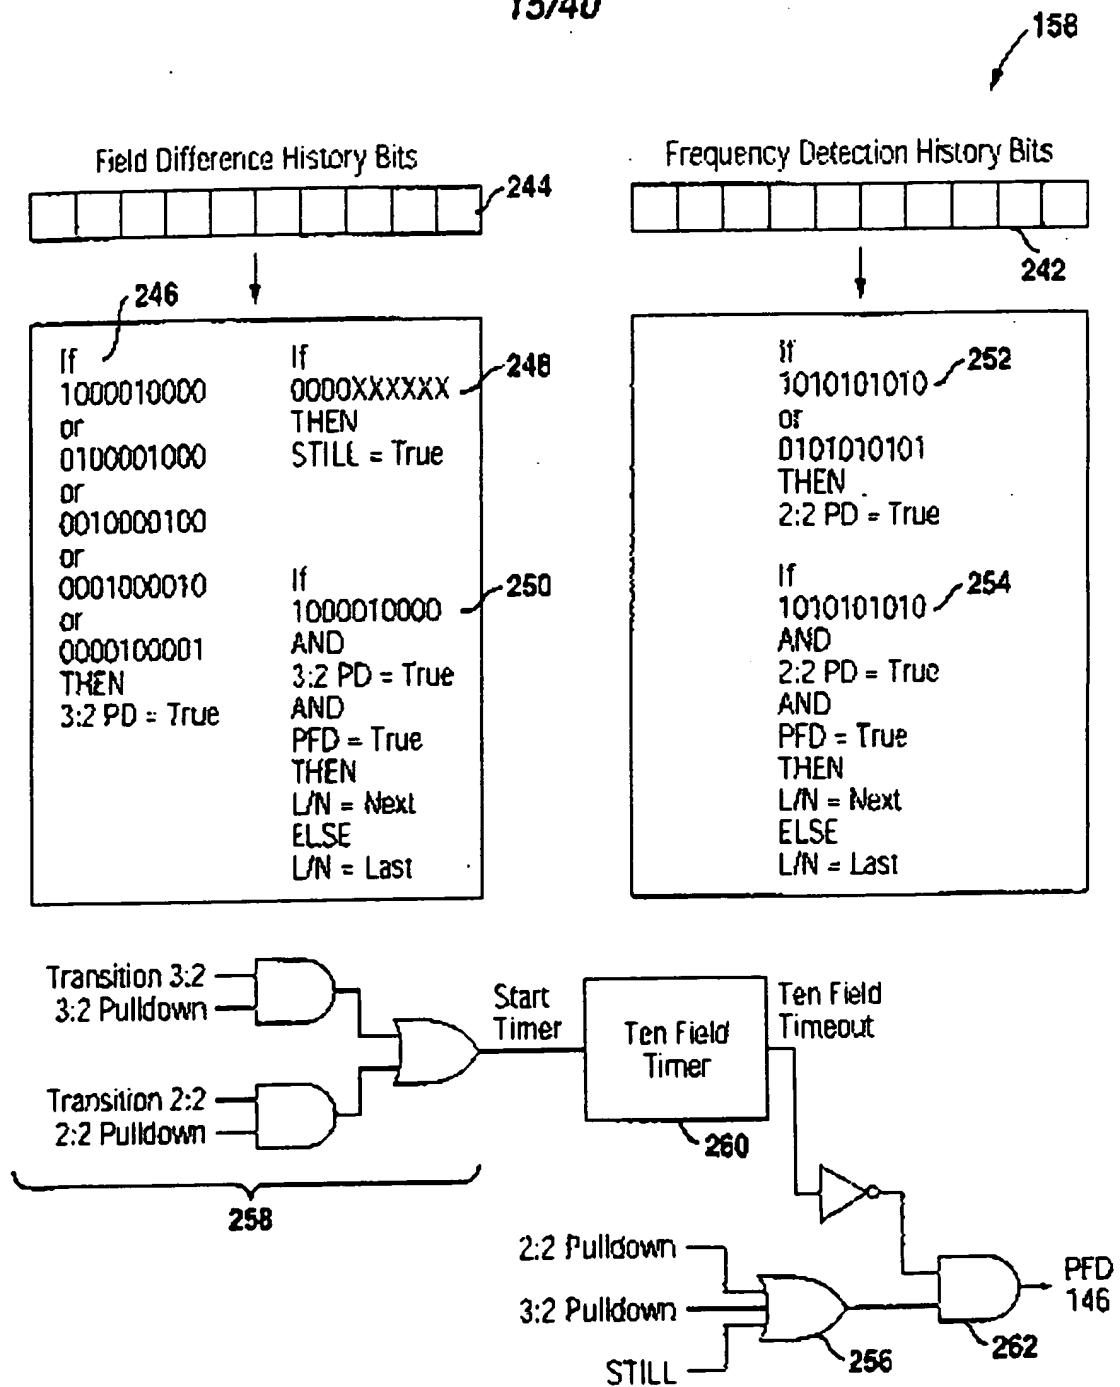 15/40
158
Field Difference History Bits
244
Frequency Detection History Bits
242
246
If
1000010000
or
0100001000
or
0010000100
or
0001000010
or
0000100001
THEN
3:2 PD = True
If
0000XXXXXX
248
THEN
STILL = True
If
250
1000010000
AND
3:2 PD = True
AND
PFD = True
THEN
L/N = Next
ELSE
L/N = Last
If
252
1010101010
or
0101010101
THEN
2:2 PD = True
If
254
1010101010
AND
2:2 PD = True
AND
PFD = True
THEN
L/N = Next
ELSE
L/N = Last
Transition 3:2
3:2 Pulldown
Transition 2:2
2:2 Pulldown
258
Start
Timer
Ten Field
Timer
260
Ten Field
Timeout
2:2 Pulldown
3:2 Pulldown
STILL
256
262
PFD
146